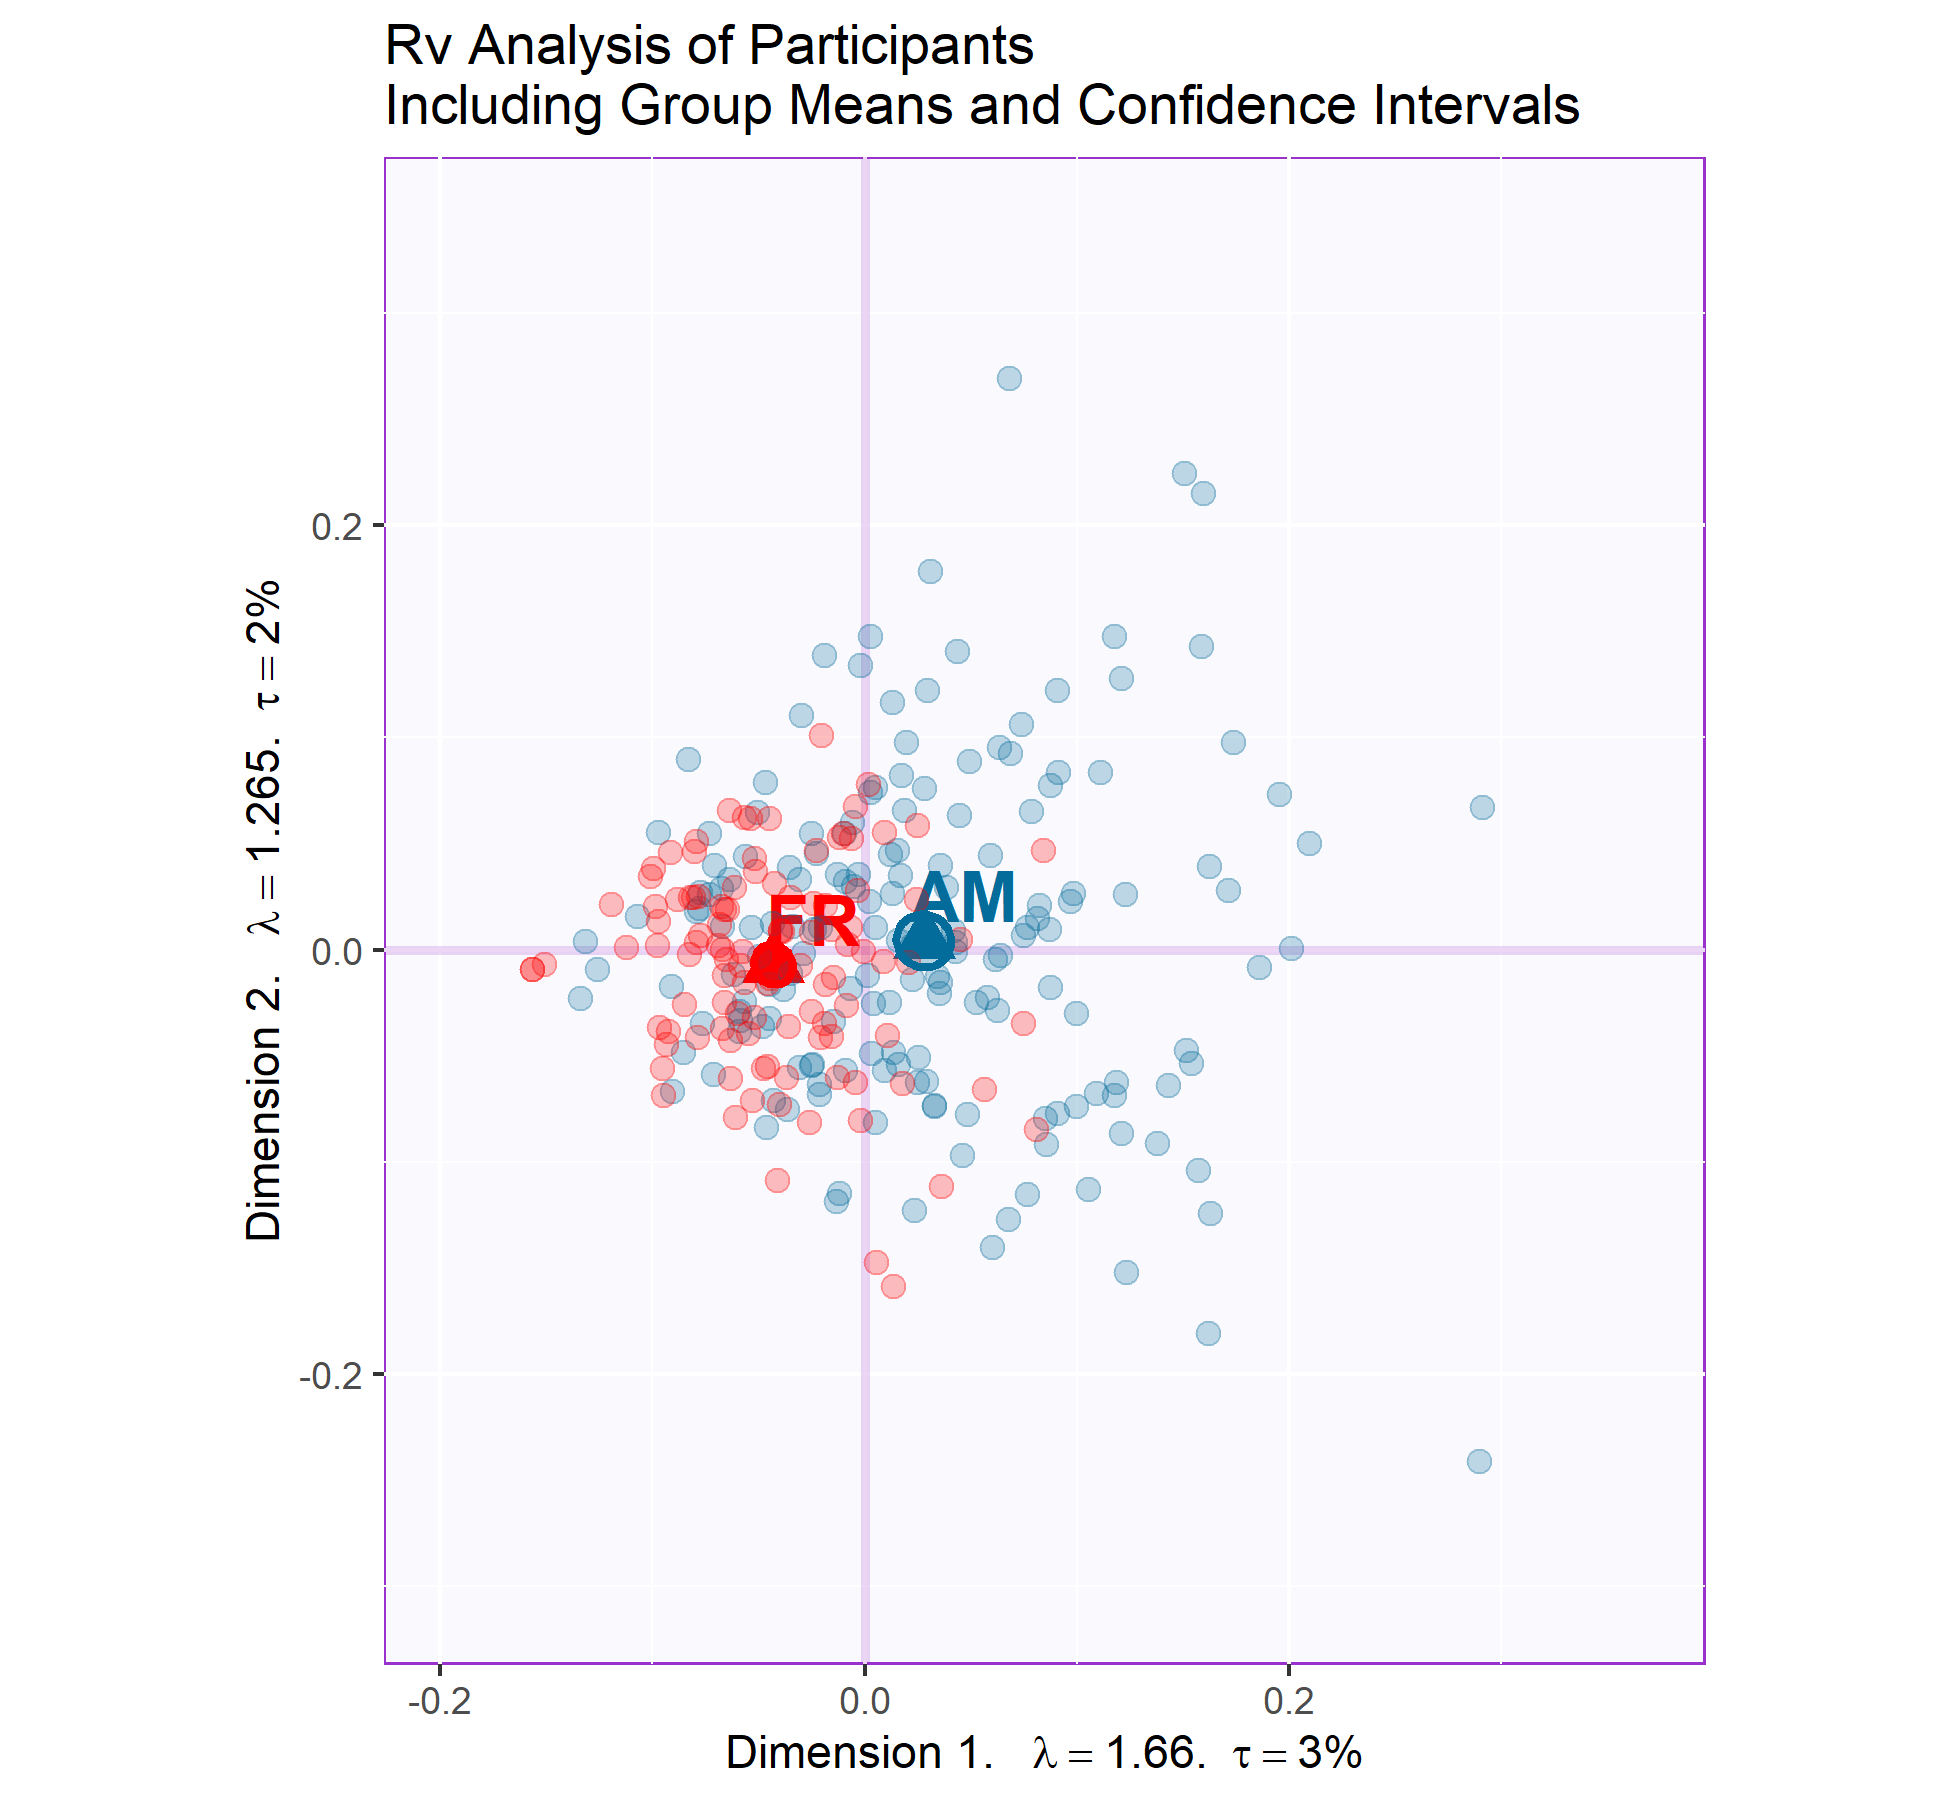 Rv Analysis of Participants
Including Group Means and Confidence Intervals
0.2
0.0
-0.2
Dimension 2. λ = 1.265. τ = 2%
AM
FR
-0.2 0.0 0.2
Dimension 1. λ = 1.66. τ = 3%